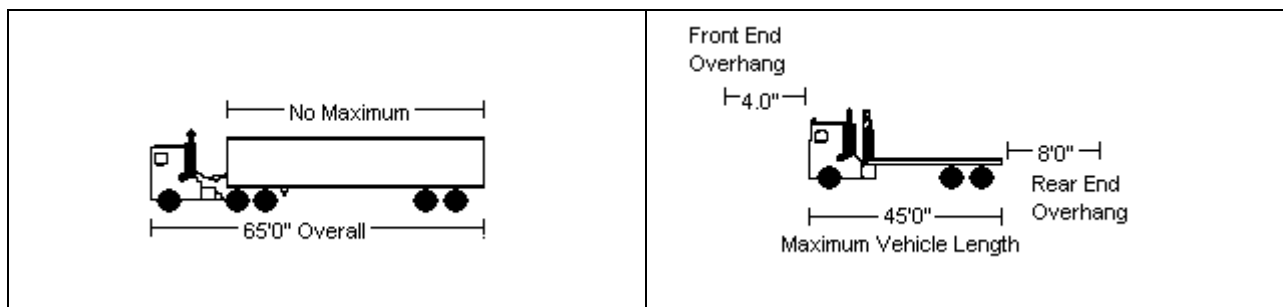 No Maximum
65'0" Overall
Front End
Overhang
4.0"
8'0"
Rear End
Overhang
45'0"
Maximum Vehicle Length